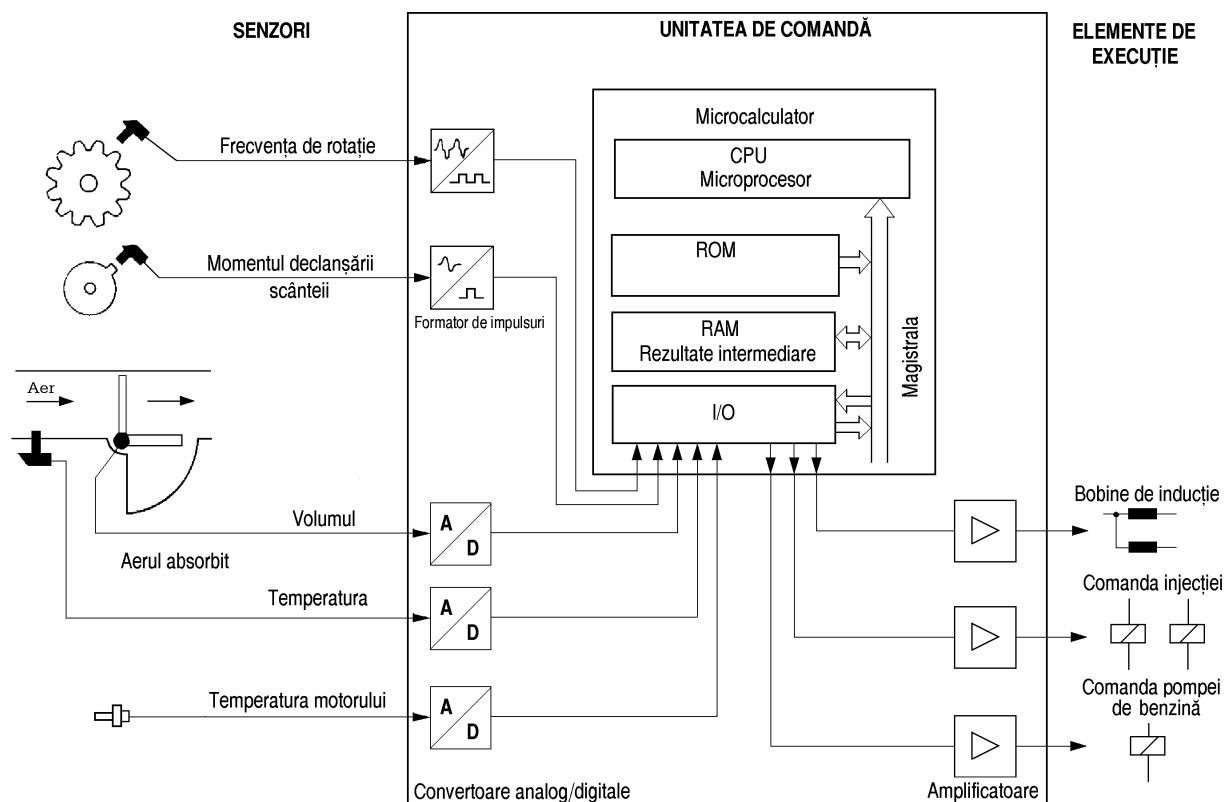 SENZORI
UNITATEA DE COMANDĂ
ELEMENTE DE
EXECUȚIE
Microcalculator
Frecvența de rotație
CPU
Microprocesor
ROM
Momentul declanșării
scânteii
Formator de impulsuri
RAM
Rezultate intermediare
Magistrala
Aer
I/O
Volumul
A
D
Bobine de inducție
Aerul absorbit
Comanda injecției
Temperatura
A
D
Comanda pompei
de benzină
Temperatura motorului
A
D
Convertoare analog/digitale
Amplificatoare